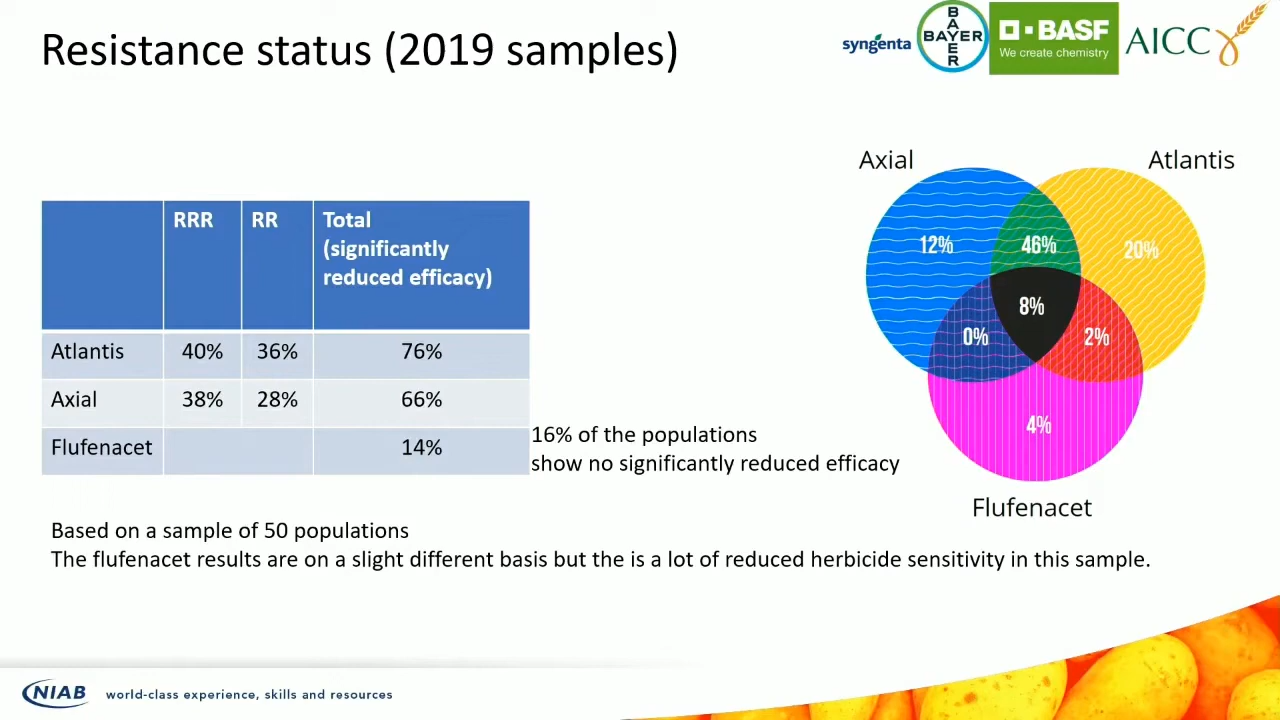 Resistance status (2019 samples)
syngenta
BAYER
BAYER
BASF
We create chemistry
AICC
Axial
Atlantis
RRR
RR
Total
(significantly
reduced efficacy)
12%
46%
20%
8%
0%
2%
4%
Atlantis
40%
36%
76%
Axial
38%
28%
66%
Flufenacet
14%
16% of the populations
show no significantly reduced efficacy
Flufenacet
Based on a sample of 50 populations
The flufenacet results are on a slight different basis but the is a lot of reduced herbicide sensitivity in this sample.
NIAB
world-class experience, skills and resources